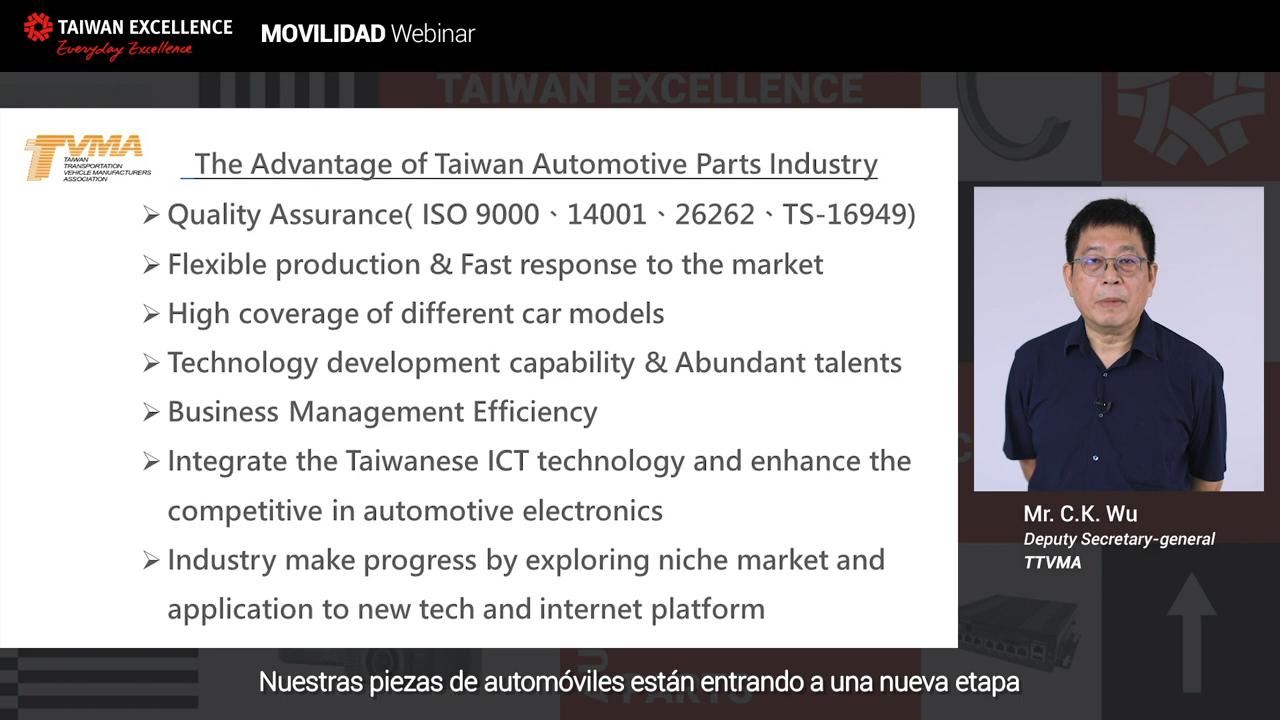 TAIWAN EXCELLENCE
Everyday Excellence
MOVILIDAD Webinar
TAIWAN EXCELLENCE
TTVMA
TAIWAN
TRANSPORTATION
VEHICLE MANUFACTURERS
ASSOCIATION
The Advantage of Taiwan Automotive Parts Industry
➢ Quality Assurance( ISO 9000、14001、26262、TS-16949)
➢ Flexible production & Fast response to the market
➢ High coverage of different car models
➢ Technology development capability & Abundant talents
➢ Business Management Efficiency
➢ Integrate the Taiwanese ICT technology and enhance the
competitive in automotive electronics
➢ Industry make progress by exploring niche market and
application to new tech and internet platform
Mr. C.K. Wu
Deputy Secretary-general
TTVMA
PARTS
Nuestras piezas de automóviles están entrando a una nueva etapa